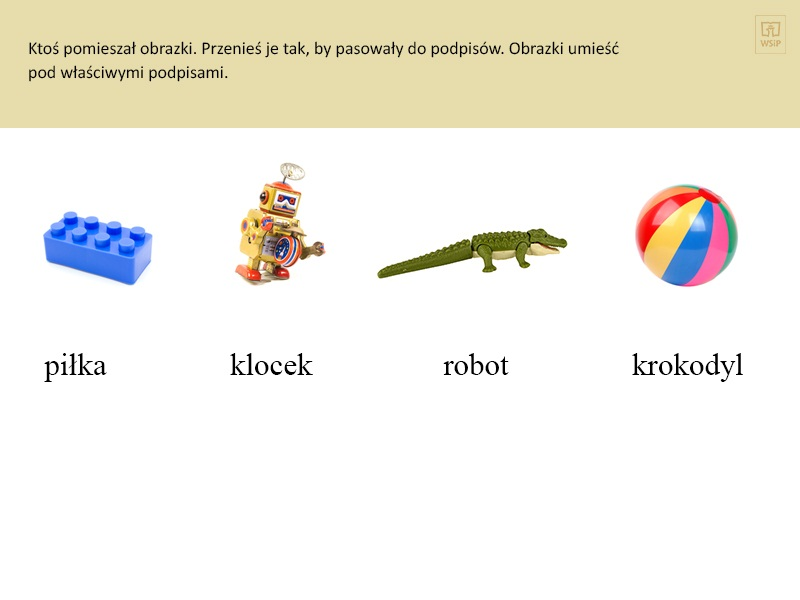 Ktoś pomieszał obrazki. Przenieś je tak, by pasowały do podpisów. Obrazki umieść
pod właściwymi podpisami.
WSiP
piłka klocek robot krokodyl